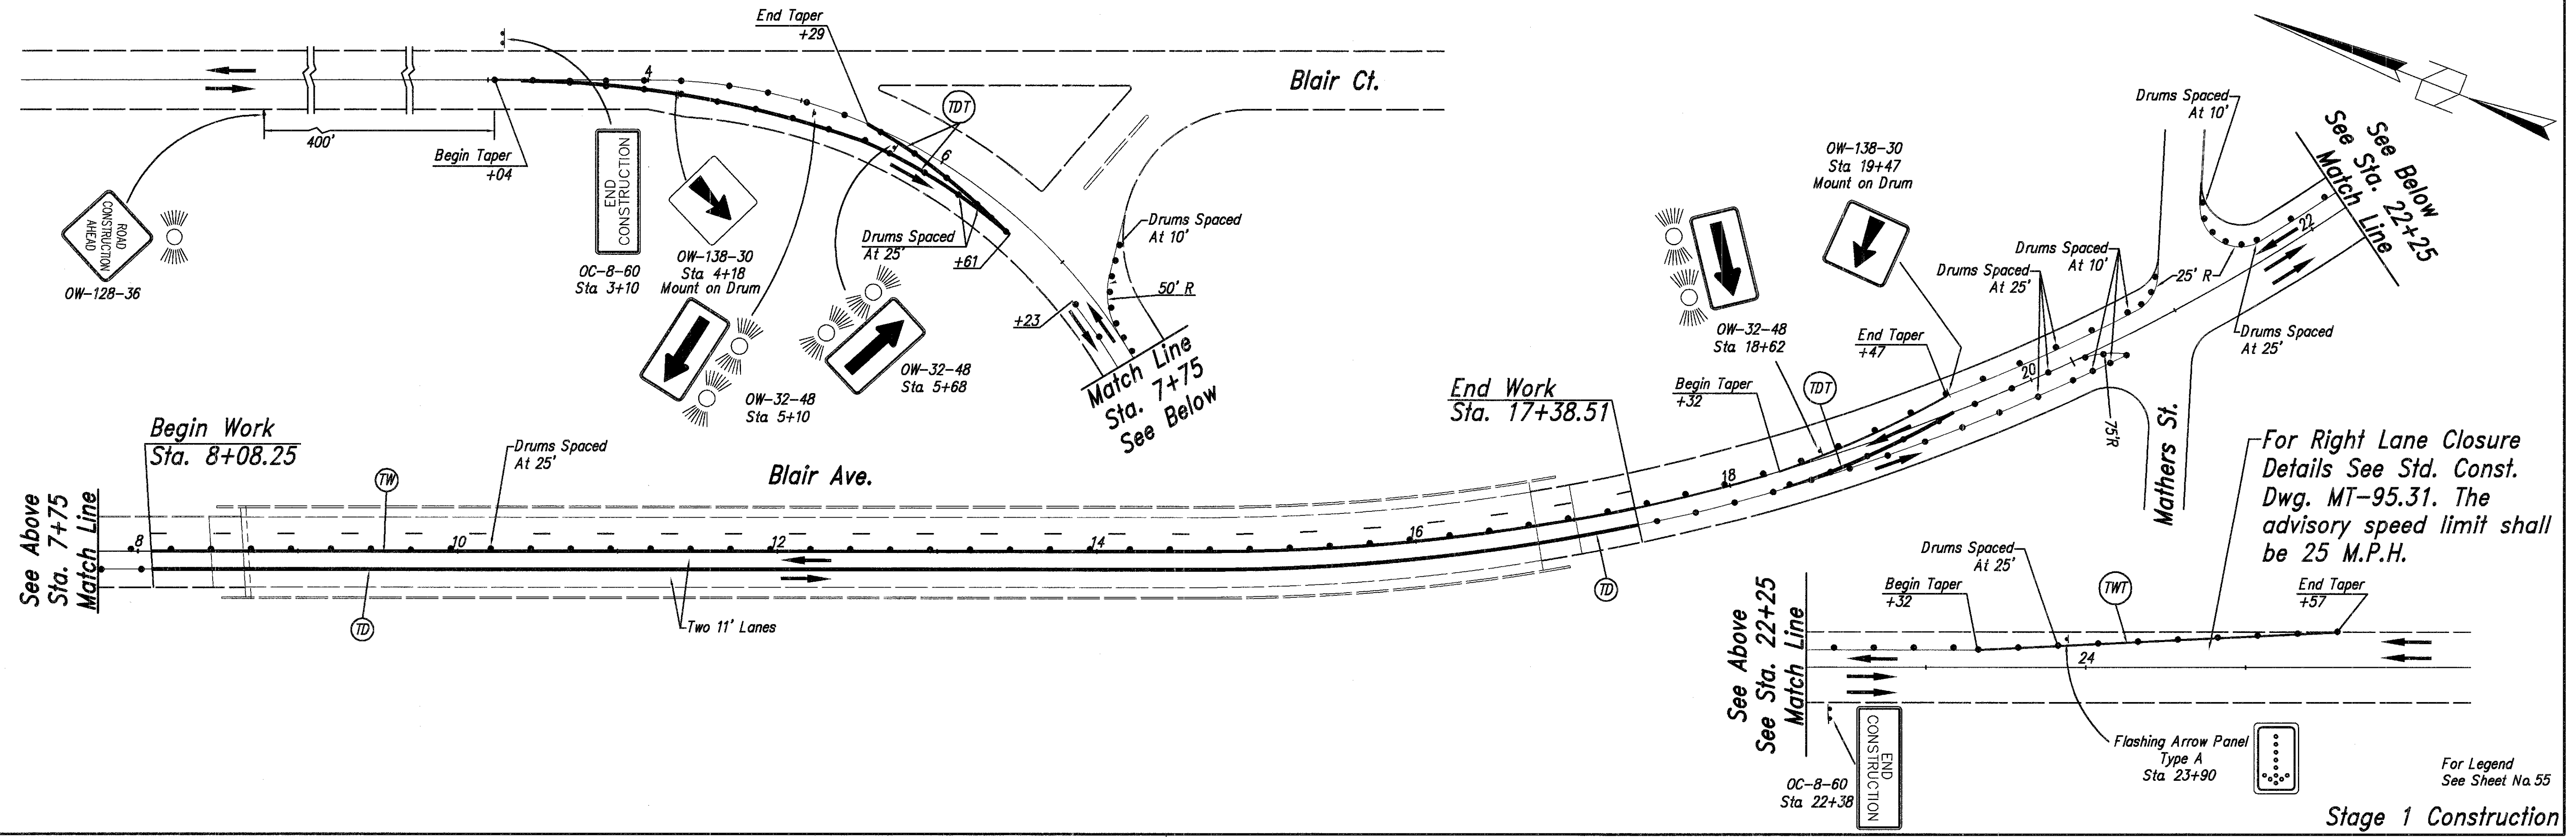 End Taper
+29
4
Blair Ct.
TDT
6
400'
Begin Taper
+04
ROAD
CONSTRUCTION
AHEAD
OW-128-36
END
CONSTRUCTION
OC-8-60
Sta 3+10
OW-138-30
Sta 4+18
Mount on Drum
Drums Spaced
At 25'
+61
Drums Spaced
At 10'
50' R
+23
OW-32-48
Sta 5+10
OW-32-48
Sta 5+68
Match Line
Sta. 7+75
See Below
Drums Spaced
At 10'
See Below
See Sta. 22+25
Match Line
OW-138-30
Sta 19+47
Mount on Drum
22
Drums Spaced
At 10'
Drums Spaced
At 25'
25' R
Drums Spaced
At 25'
OW-32-48
Sta 18+62
End Taper
+47
Begin Taper
+32
TDT
20
75'R
Mathers St.
End Work
Sta. 17+38.51
18
Begin Work
Sta. 8+08.25
Drums Spaced
At 25'
TW
Blair Ave.
See Above
Sta. 7+75
Match Line
8
10
12
14
16
TD
Two 11' Lanes
TD
For Right Lane Closure
Details See Std. Const.
Dwg. MT-95.31. The
advisory speed limit shall
be 25 M.P.H.
Drums Spaced
At 25'
Begin Taper
+32
TWT
End Taper
+57
See Above
See Sta. 22+25
Match Line
24
END
CONSTRUCTION
OC-8-60
Sta 22+38
Flashing Arrow Panel
Type A
Sta 23+90
For Legend
See Sheet No. 55
Stage 1 Construction